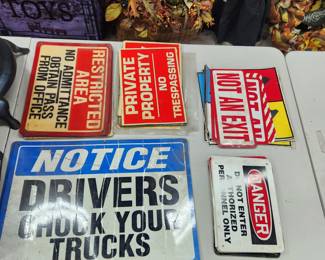 TOYS
RESTRICTED
AREA
NO ADMITTANCE
OBTAIN PASS
FROM OFFICE
PRIVATE
PROPERTY
NO
TRESPASSING
NOT AN EXIT
DANGER
DO NOT ENTER
AUTHORIZED
PERSONNEL ONLY
NOTICE
DRIVERS
CHOCK YOUR
TRUCKS